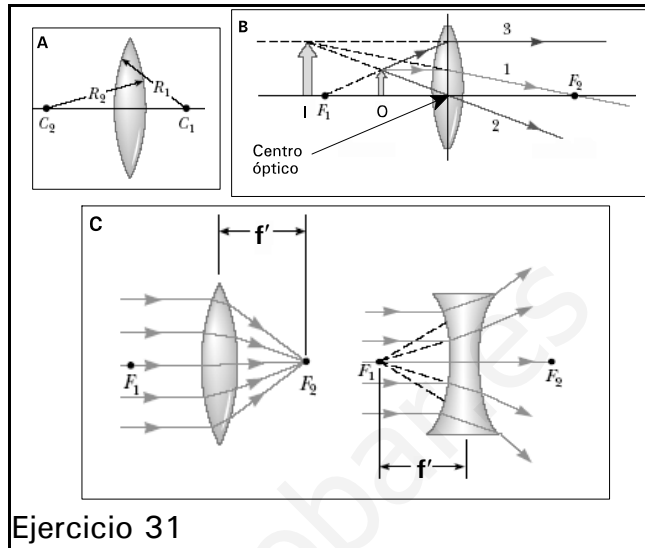 A
R₁
R₂
C₂
C₁
B
3
1
F₂
I
F₁
O
2
Centro
óptico
C
f'
F₁
F₂
F₁
F₂
f'
Ejercicio 31